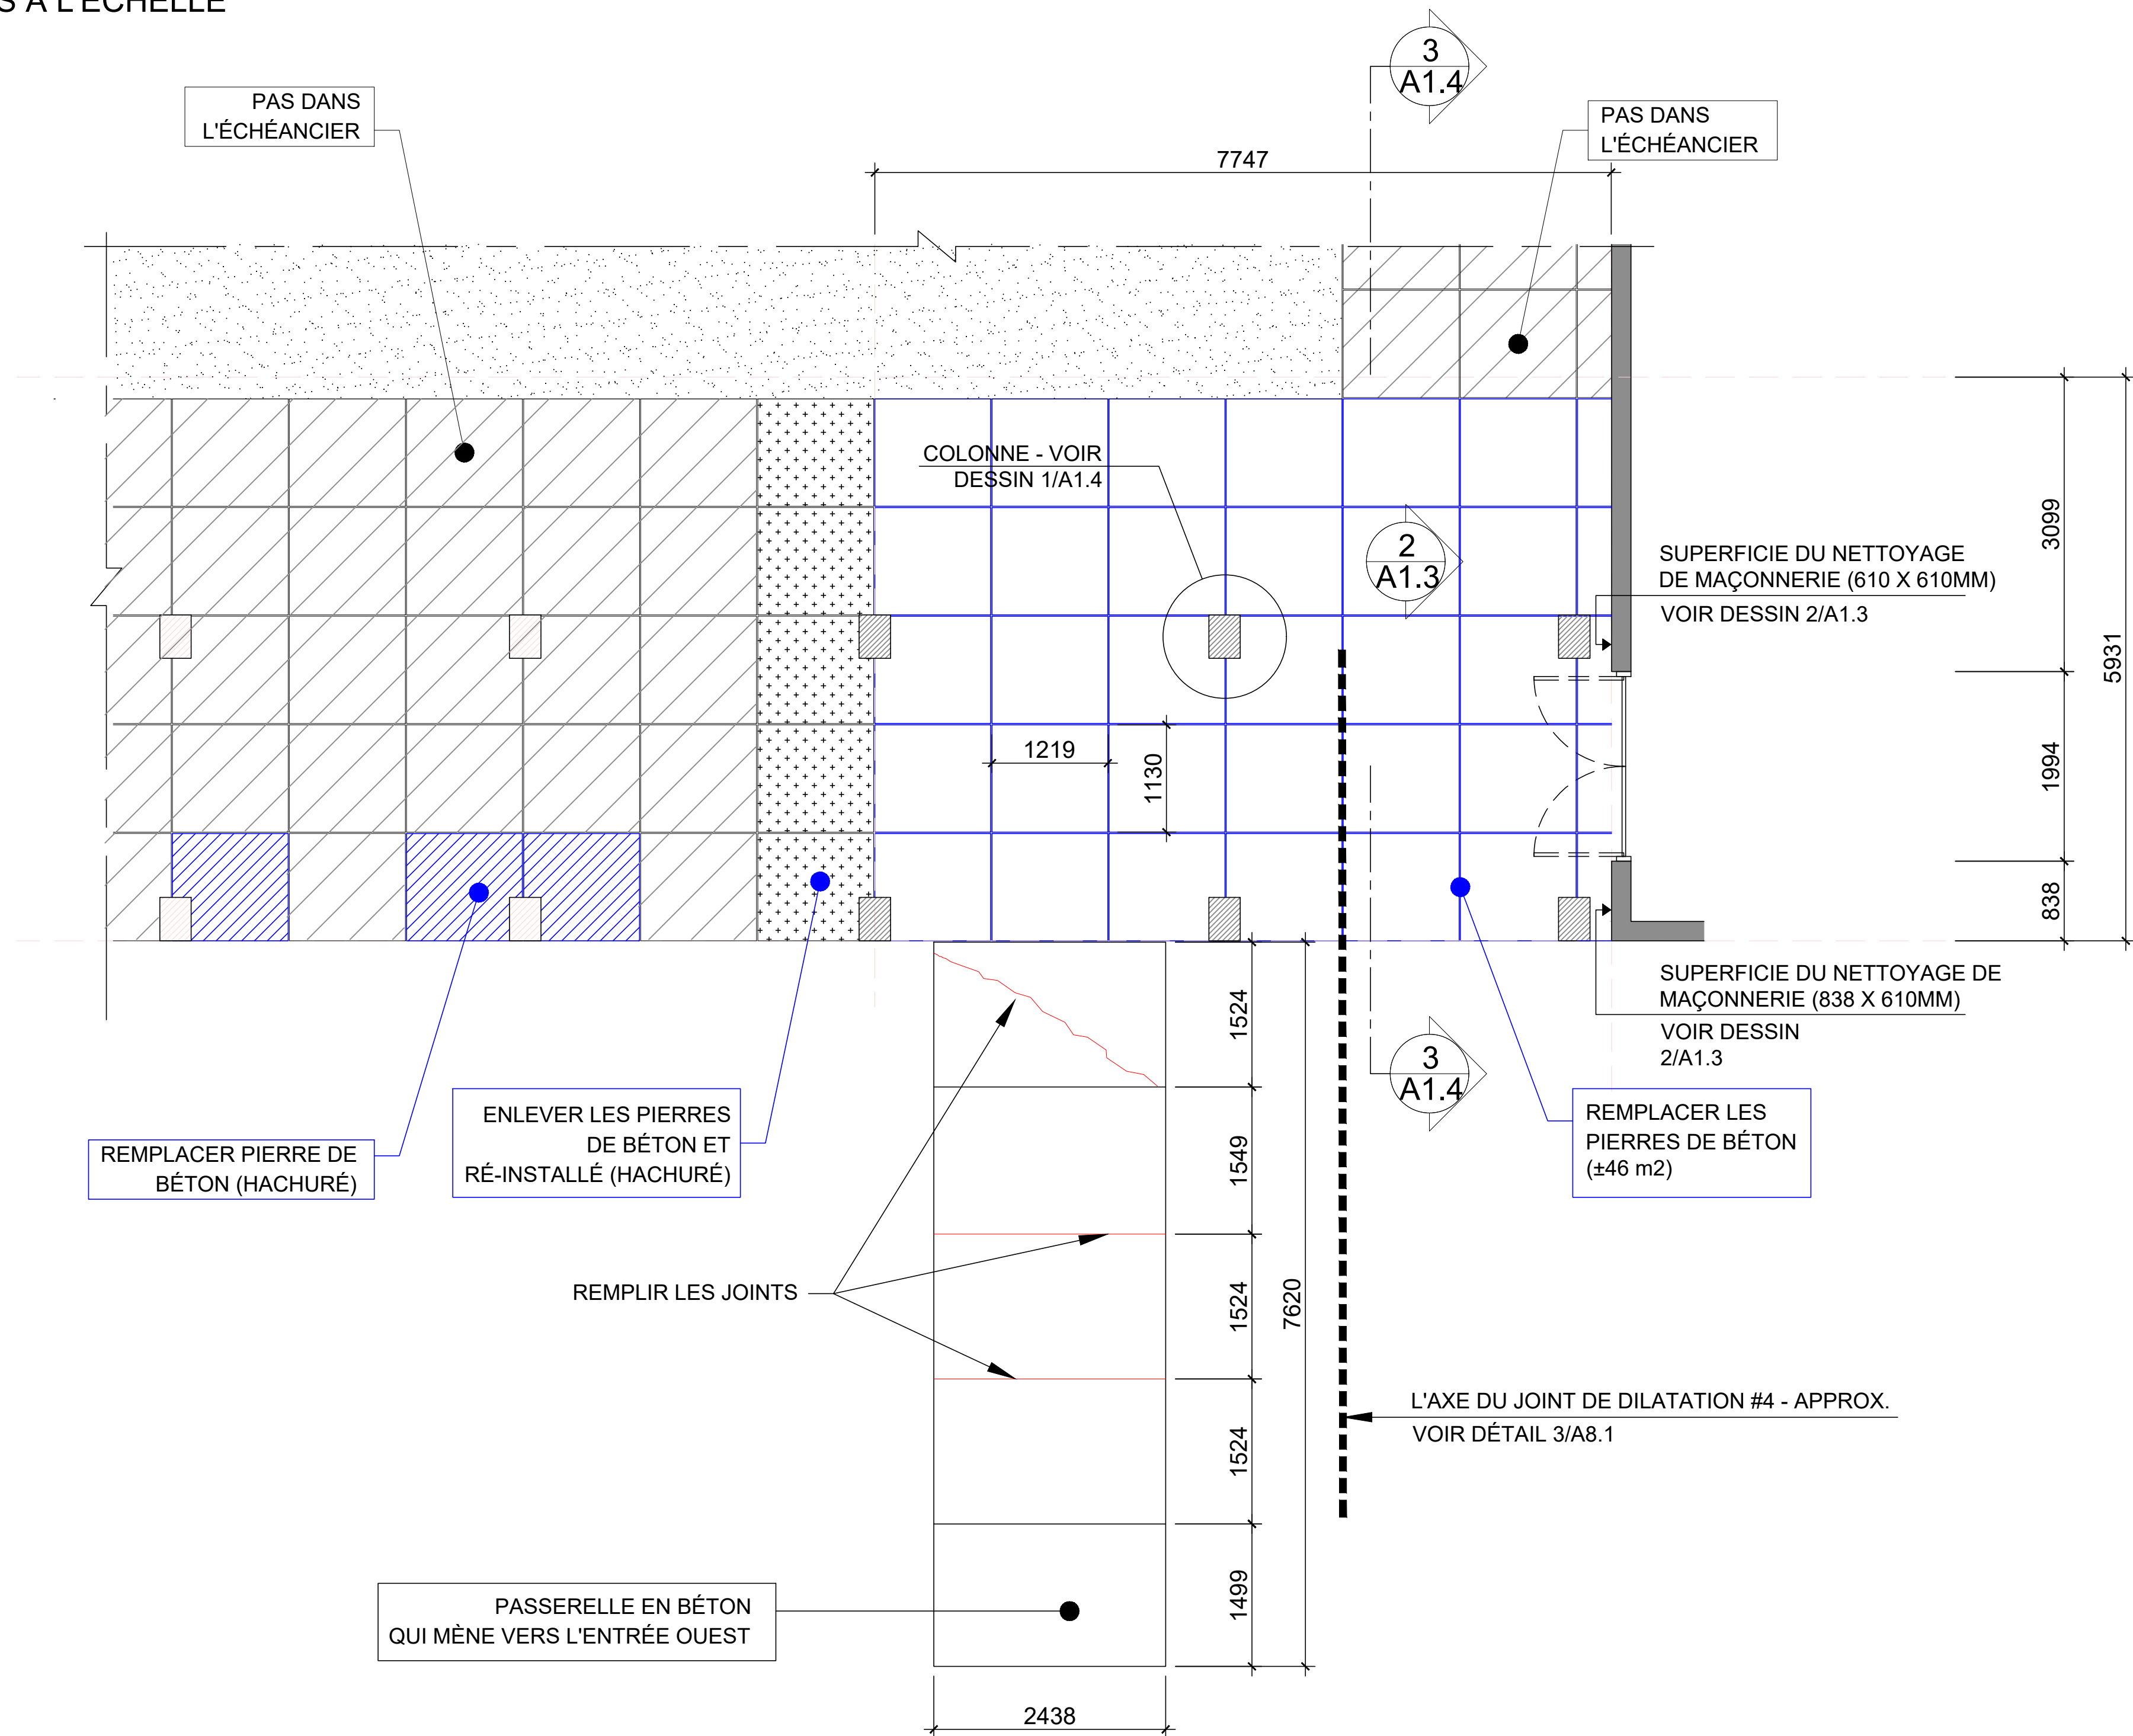 S À L'ÉCHELLE
3
A1.4
PAS DANS
L'ÉCHÉANCIER
PAS DANS
L'ÉCHÉANCIER
7747
COLONNE - VOIR
DESSIN 1/A1.4
2
A1.3
3099
5931
SUPERFICIE DU NETTOYAGE
DE MAÇONNERIE (610 X 610MM)
VOIR DESSIN 2/A1.3
1219
1130
1994
838
SUPERFICIE DU NETTOYAGE DE
MAÇONNERIE (838 X 610MM)
VOIR DESSIN
2/A1.3
1524
3
A1.4
REMPLACER PIERRE DE
BÉTON (HACHURÉ)
ENLEVER LES PIERRES
DE BÉTON ET
RÉ-INSTALLÉ (HACHURÉ)
1549
REMPLACER LES
PIERRES DE BÉTON
(±46 m2)
REMPLIR LES JOINTS
1524
7620
L'AXE DU JOINT DE DILATATION #4 - APPROX.
VOIR DÉTAIL 3/A8.1
1524
1499
PASSERELLE EN BÉTON
QUI MÈNE VERS L'ENTRÉE OUEST
2438